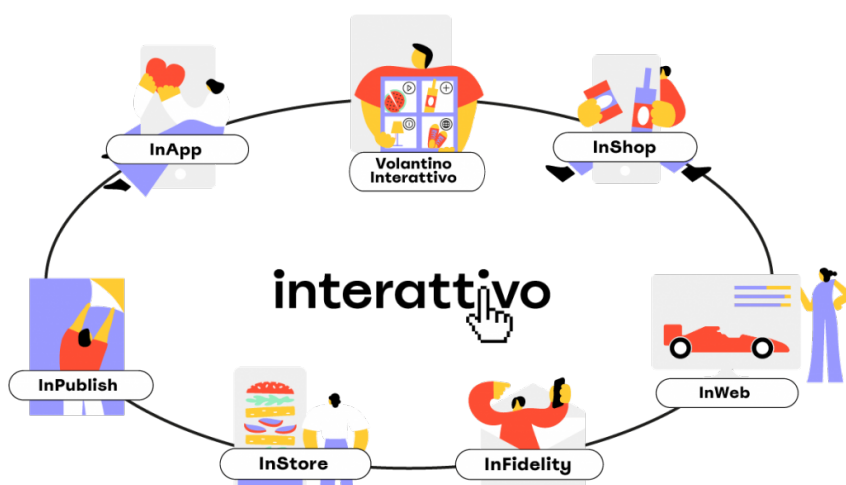 InApp
Volantino
Interattivo
InShop
interattivo
InPublish
InWeb
InStore
InFidelity